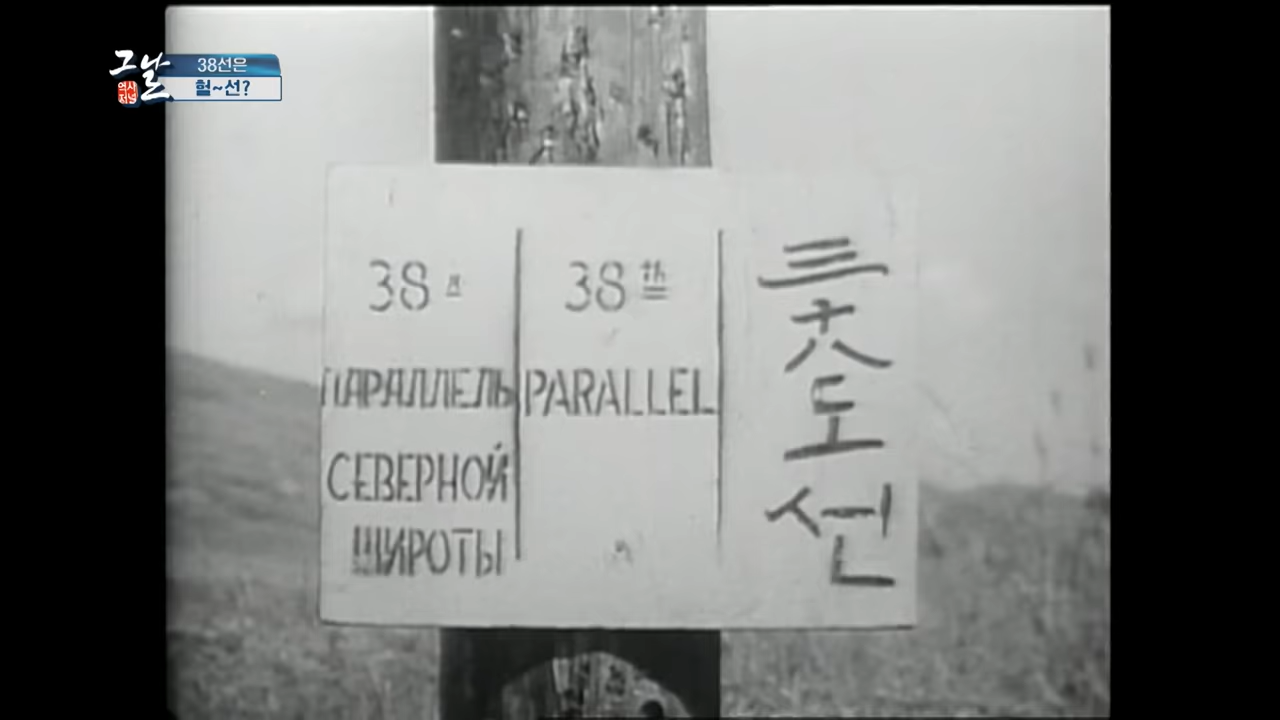 그날
역사
저널
38선은
헐~선?
38 я
ПАРАЛЛЕЛЬ
СЕВЕРНОЙ
ШИРОТЫ
38th
PARALLEL
三十八도선